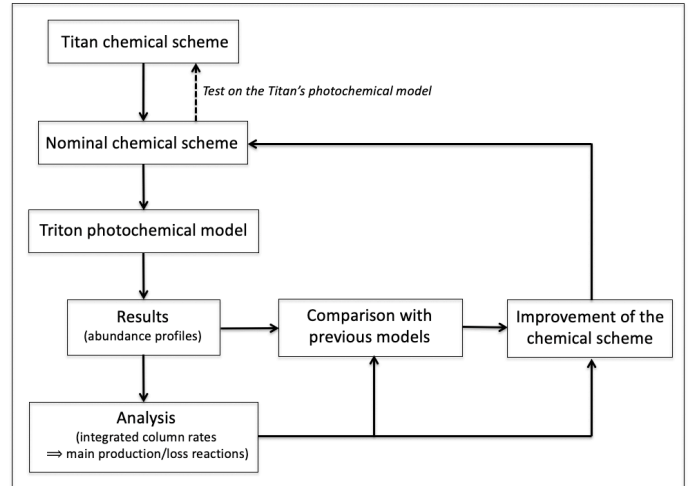 Titan chemical scheme
Test on the Titan's photochemical model
Nominal chemical scheme
Triton photochemical model
Results
(abundance profiles)
Comparison with
previous models
Improvement of the
chemical scheme
Analysis
(integrated column rates
⟹ main production/loss reactions)